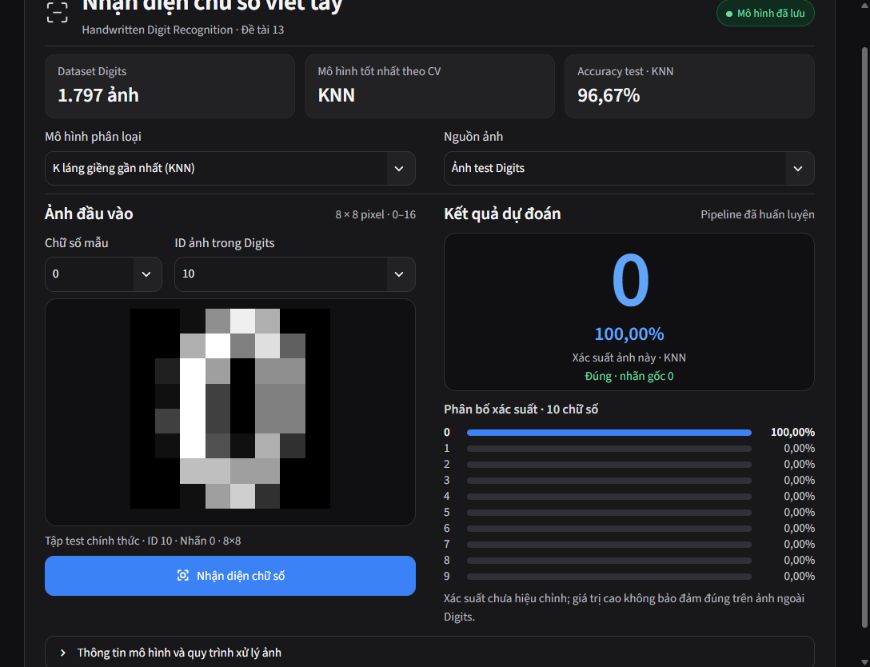 Nhận diện chữ số viết tay
Handwritten Digit Recognition · Đề tài 13
Mô hình đã lưu
Dataset Digits
1.797 ảnh
Mô hình tốt nhất theo CV
KNN
Accuracy test · KNN
96,67%
Mô hình phân loại
K láng giềng gần nhất (KNN)
Nguồn ảnh
Ảnh test Digits
Ảnh đầu vào
8 × 8 pixel · 0–16
Chữ số mẫu
0
ID ảnh trong Digits
10
Tập test chính thức · ID 10 · Nhãn 0 · 8×8
Nhận diện chữ số
Kết quả dự đoán
Pipeline đã huấn luyện
0
100,00%
Xác suất ảnh này · KNN
Đúng · nhãn gốc 0
Phân bố xác suất · 10 chữ số
0 100,00%
1 0,00%
2 0,00%
3 0,00%
4 0,00%
5 0,00%
6 0,00%
7 0,00%
8 0,00%
9 0,00%
Xác suất chưa hiệu chỉnh; giá trị cao không bảo đảm đúng trên ảnh ngoài
Digits.
Thông tin mô hình và quy trình xử lý ảnh